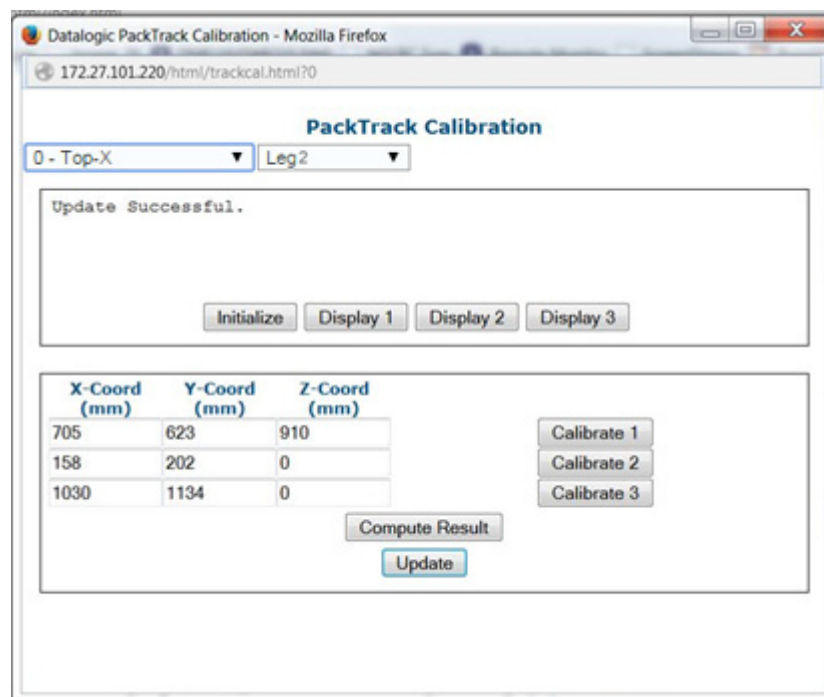 Datalogic PackTrack Calibration - Mozilla Firefox
172.27.101.220/html/trackcal.html?0
PackTrack Calibration
0 - Top-X Leg2
Update Successful.
Initialize Display 1 Display 2 Display 3
X-Coord (mm) Y-Coord (mm) Z-Coord (mm)
705 623 910 Calibrate 1
158 202 0 Calibrate 2
1030 1134 0 Calibrate 3
Compute Result
Update